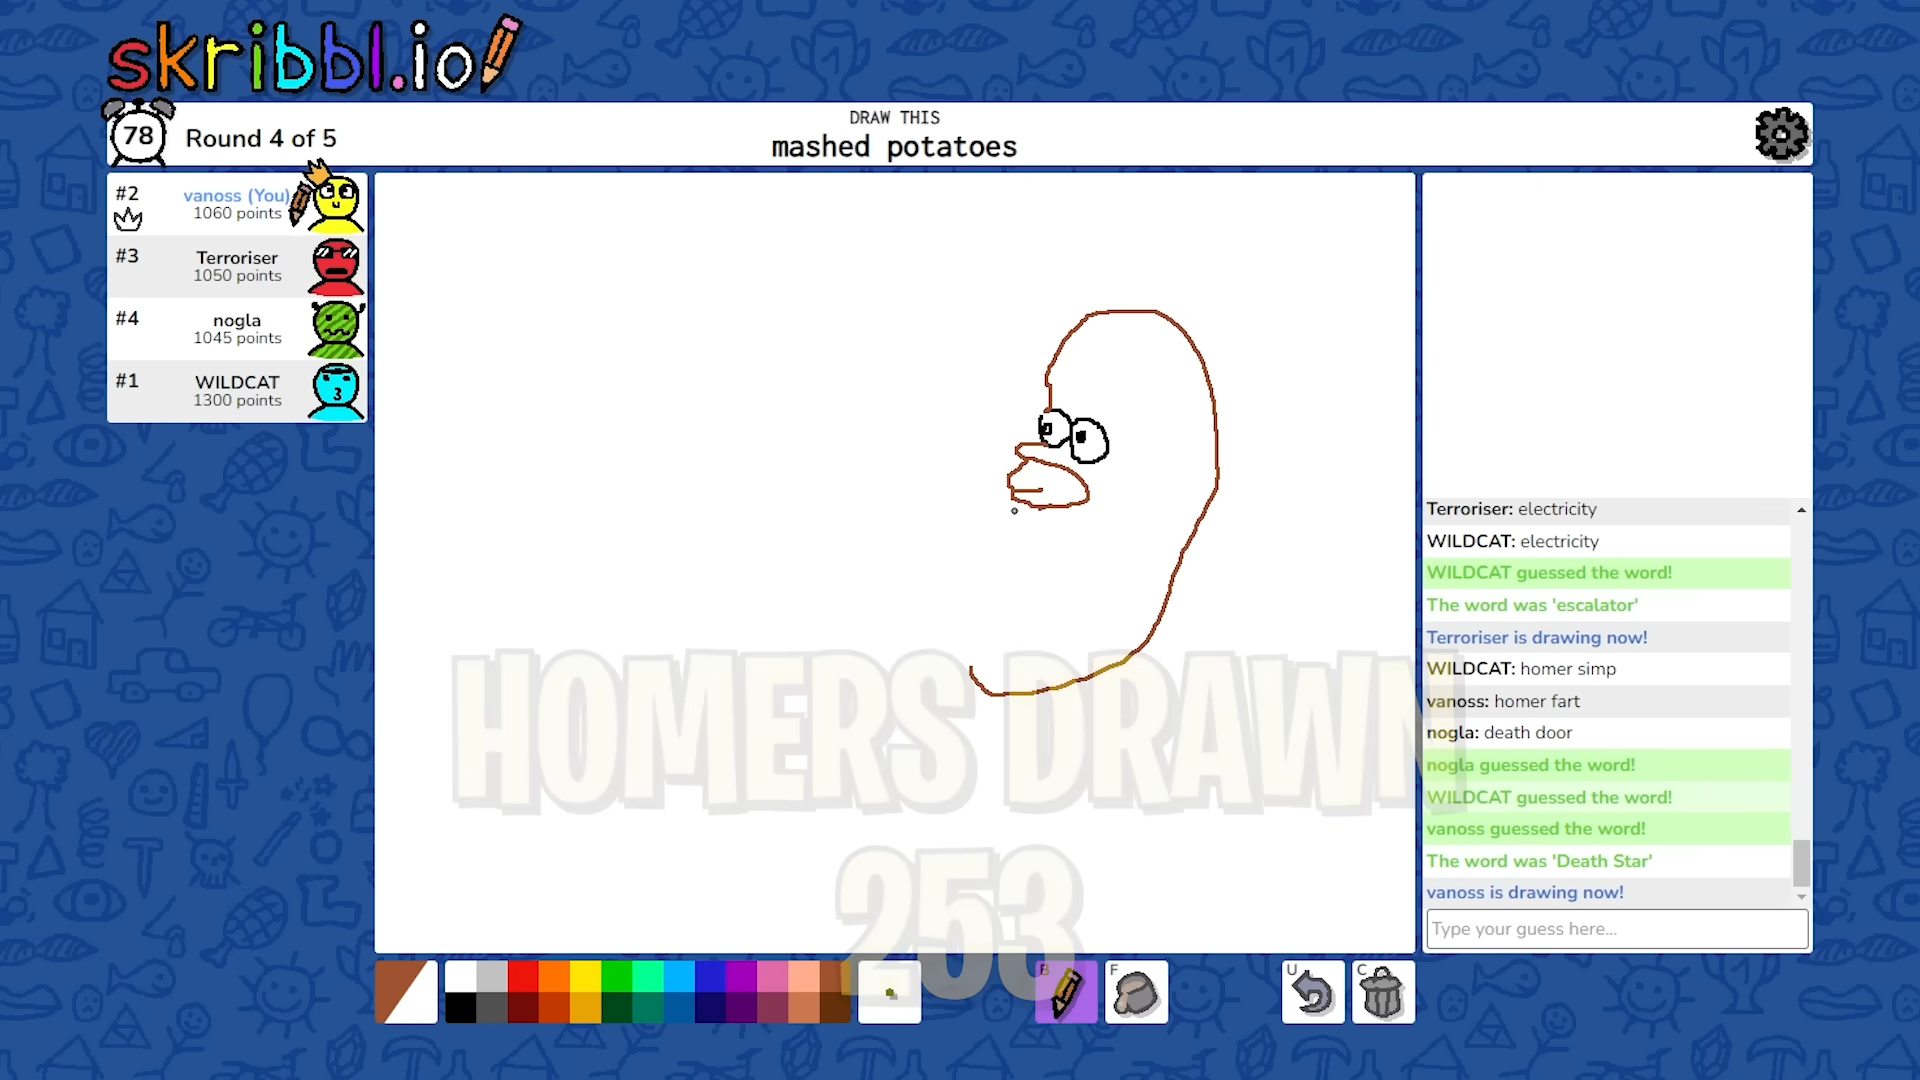 skribbl.io
78
Round 4 of 5
DRAW THIS
mashed potatoes
#2
vanoss (You)
1060 points
#3
Terroriser
1050 points
#4
nogla
1045 points
#1
WILDCAT
1300 points
Terroriser: electricity
WILDCAT: electricity
WILDCAT guessed the word!
The word was 'escalator'
Terroriser is drawing now!
WILDCAT: homer simp
vanoss: homer fart
nogla: death door
nogla guessed the word!
WILDCAT guessed the word!
vanoss guessed the word!
The word was 'Death Star'
vanoss is drawing now!
Type your guess here...
HOMERS DRAWN
253
B
F
U
C